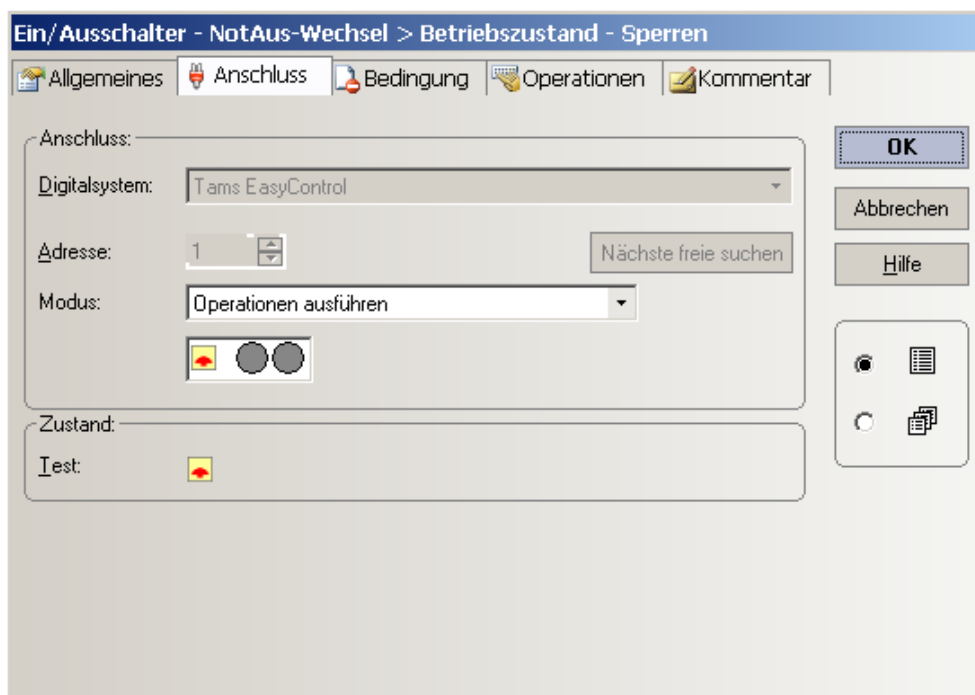 Ein/Ausschalter - NotAus-Wechsel > Betriebszustand - Sperren
Allgemeines Anschluss Bedingung Operationen Kommentar
Anschluss:
Digitalsystem: Tams EasyControl
Adresse: 1 Nächste freie suchen
Modus: Operationen ausführen
Zustand:
Test:
OK
Abbrechen
Hilfe